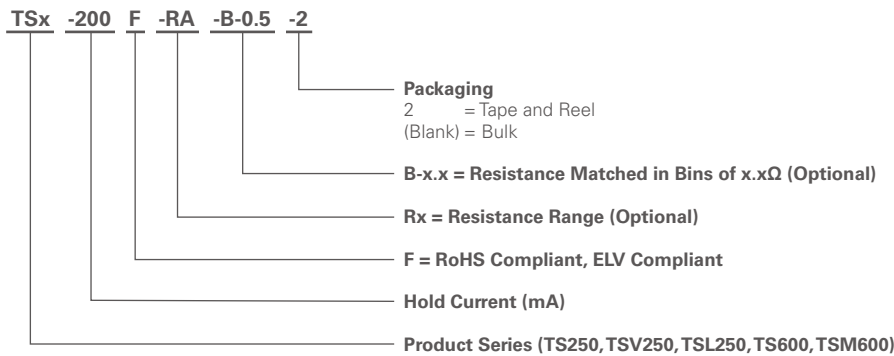 TSx -200 F -RA -B-0.5 -2
Packaging
2 = Tape and Reel
(Blank) = Bulk
B-x.x = Resistance Matched in Bins of x.xΩ (Optional)
Rx = Resistance Range (Optional)
F = RoHS Compliant, ELV Compliant
Hold Current (mA)
Product Series (TS250, TSV250, TSL250, TS600, TSM600)